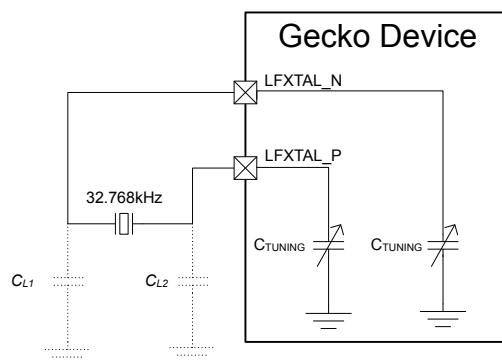 Gecko Device
LFXTAL_N
LFXTAL_P
32.768kHz
CTUNING CTUNING
CL1 CL2